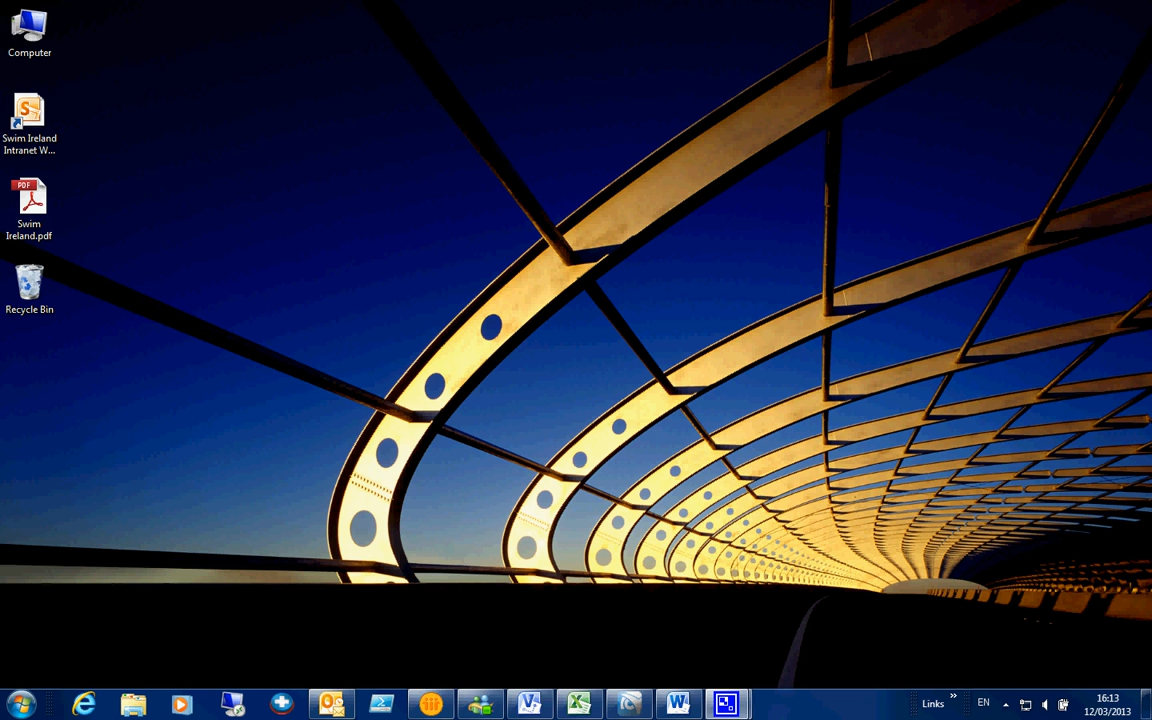 Computer
Swim Ireland
Intranet W...
PDF
Swim
Ireland.pdf
Recycle Bin
Links
»
EN
16:13
12/03/2013